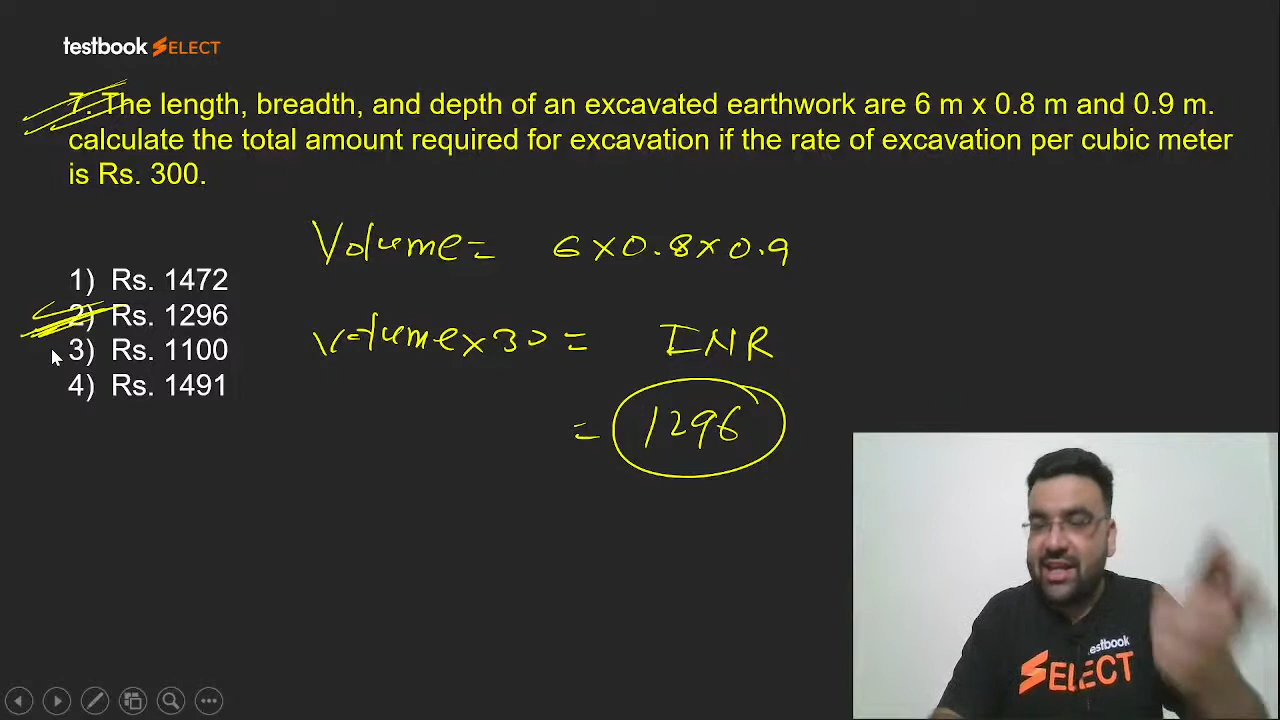 testbook SELECT
7. The length, breadth, and depth of an excavated earthwork are 6 m x 0.8 m and 0.9 m.
calculate the total amount required for excavation if the rate of excavation per cubic meter
is Rs. 300.
Volume = 6×0.8×0.9
1) Rs. 1472
2) Rs. 1296
Volume×30 = INR
3) Rs. 1100
4) Rs. 1491
= 1296
testbook
SELECT